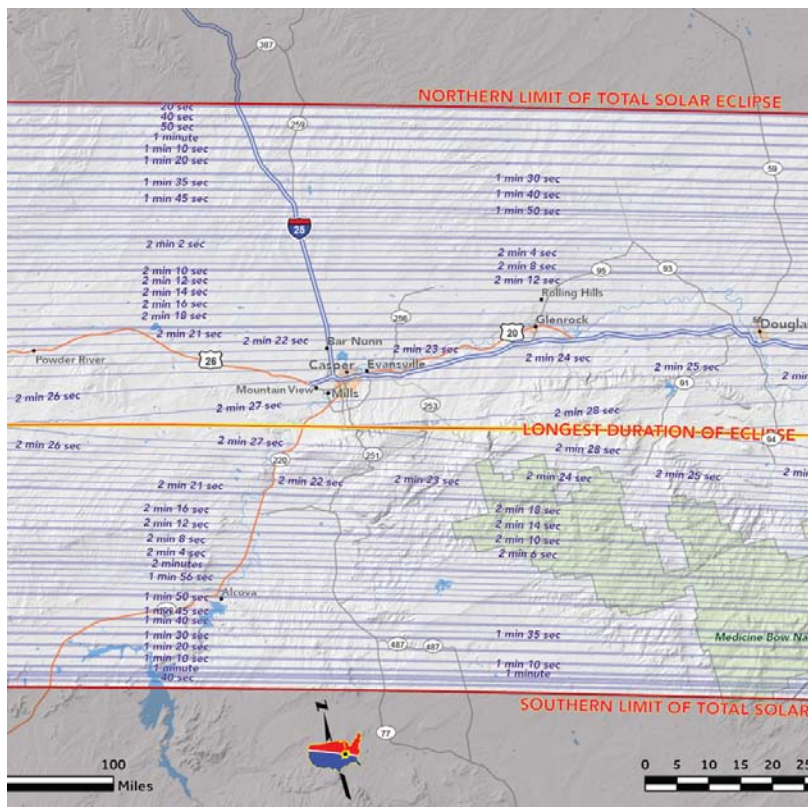 387
NORTHERN LIMIT OF TOTAL SOLAR ECLIPSE
20 sec
40 sec
50 sec
259
1 minute
1 min 10 sec
1 min 20 sec
59
1 min 35 sec
1 min 30 sec
1 min 45 sec
1 min 40 sec
1 min 50 sec
25
2 min 2 sec
2 min 4 sec
2 min 10 sec
2 min 8 sec
95
93
2 min 12 sec
2 min 12 sec
2 min 14 sec
Rolling Hills
2 min 16 sec
2 min 18 sec
256
Glenrock
Dougla
2 min 21 sec
20
2 min 22 sec
Bar Nunn
2 min 23 sec
Powder River
26
2 min 24 sec
Casper
Evansville
2 min 25 sec
2 min
Mountain View
Mills
91
2 min 26 sec
2 min 27 sec
253
2 min 28 sec
LONGEST DURATION OF ECLIPSE
94
2 min 26 sec
2 min 27 sec
2 min 28 sec
220
251
2 min 21 sec
2 min 22 sec
2 min 23 sec
2 min 24 sec
2 min 25 sec
2 min
2 min 16 sec
2 min 18 sec
2 min 12 sec
2 min 14 sec
2 min 8 sec
2 min 10 sec
2 min 4 sec
2 min 6 sec
2 minutes
1 min 56 sec
1 min 50 sec
Alcova
1 min 45 sec
1 min 40 sec
1 min 30 sec
1 min 35 sec
Medicine Bow Na
1 min 20 sec
487
487
1 min 10 sec
1 min 10 sec
1 minute
1 minute
40 sec
SOUTHERN LIMIT OF TOTAL SOLAR
Z
77
100
Miles
0 5 10 15 20 25